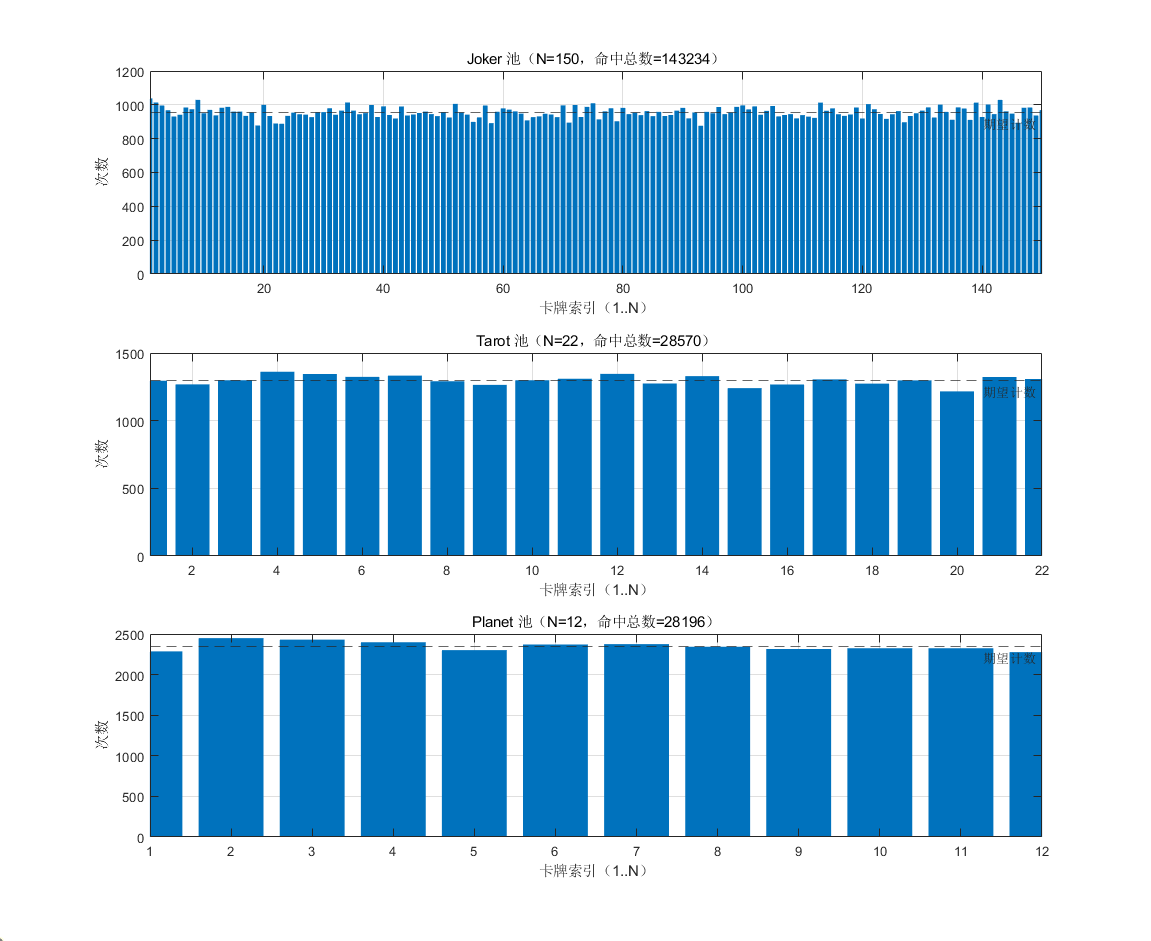 Joker 池（N=150，命中总数=143234）
1200
1000
800
600
400
200
0
次数
期望计数
20 40 60 80 100 120 140
卡牌索引（1..N）
Tarot 池（N=22，命中总数=28570）
1500
1000
500
0
次数
期望计数
2 4 6 8 10 12 14 16 18 20 22
卡牌索引（1..N）
Planet 池（N=12，命中总数=28196）
2500
2000
1500
1000
500
0
次数
期望计数
1 2 3 4 5 6 7 8 9 10 11 12
卡牌索引（1..N）